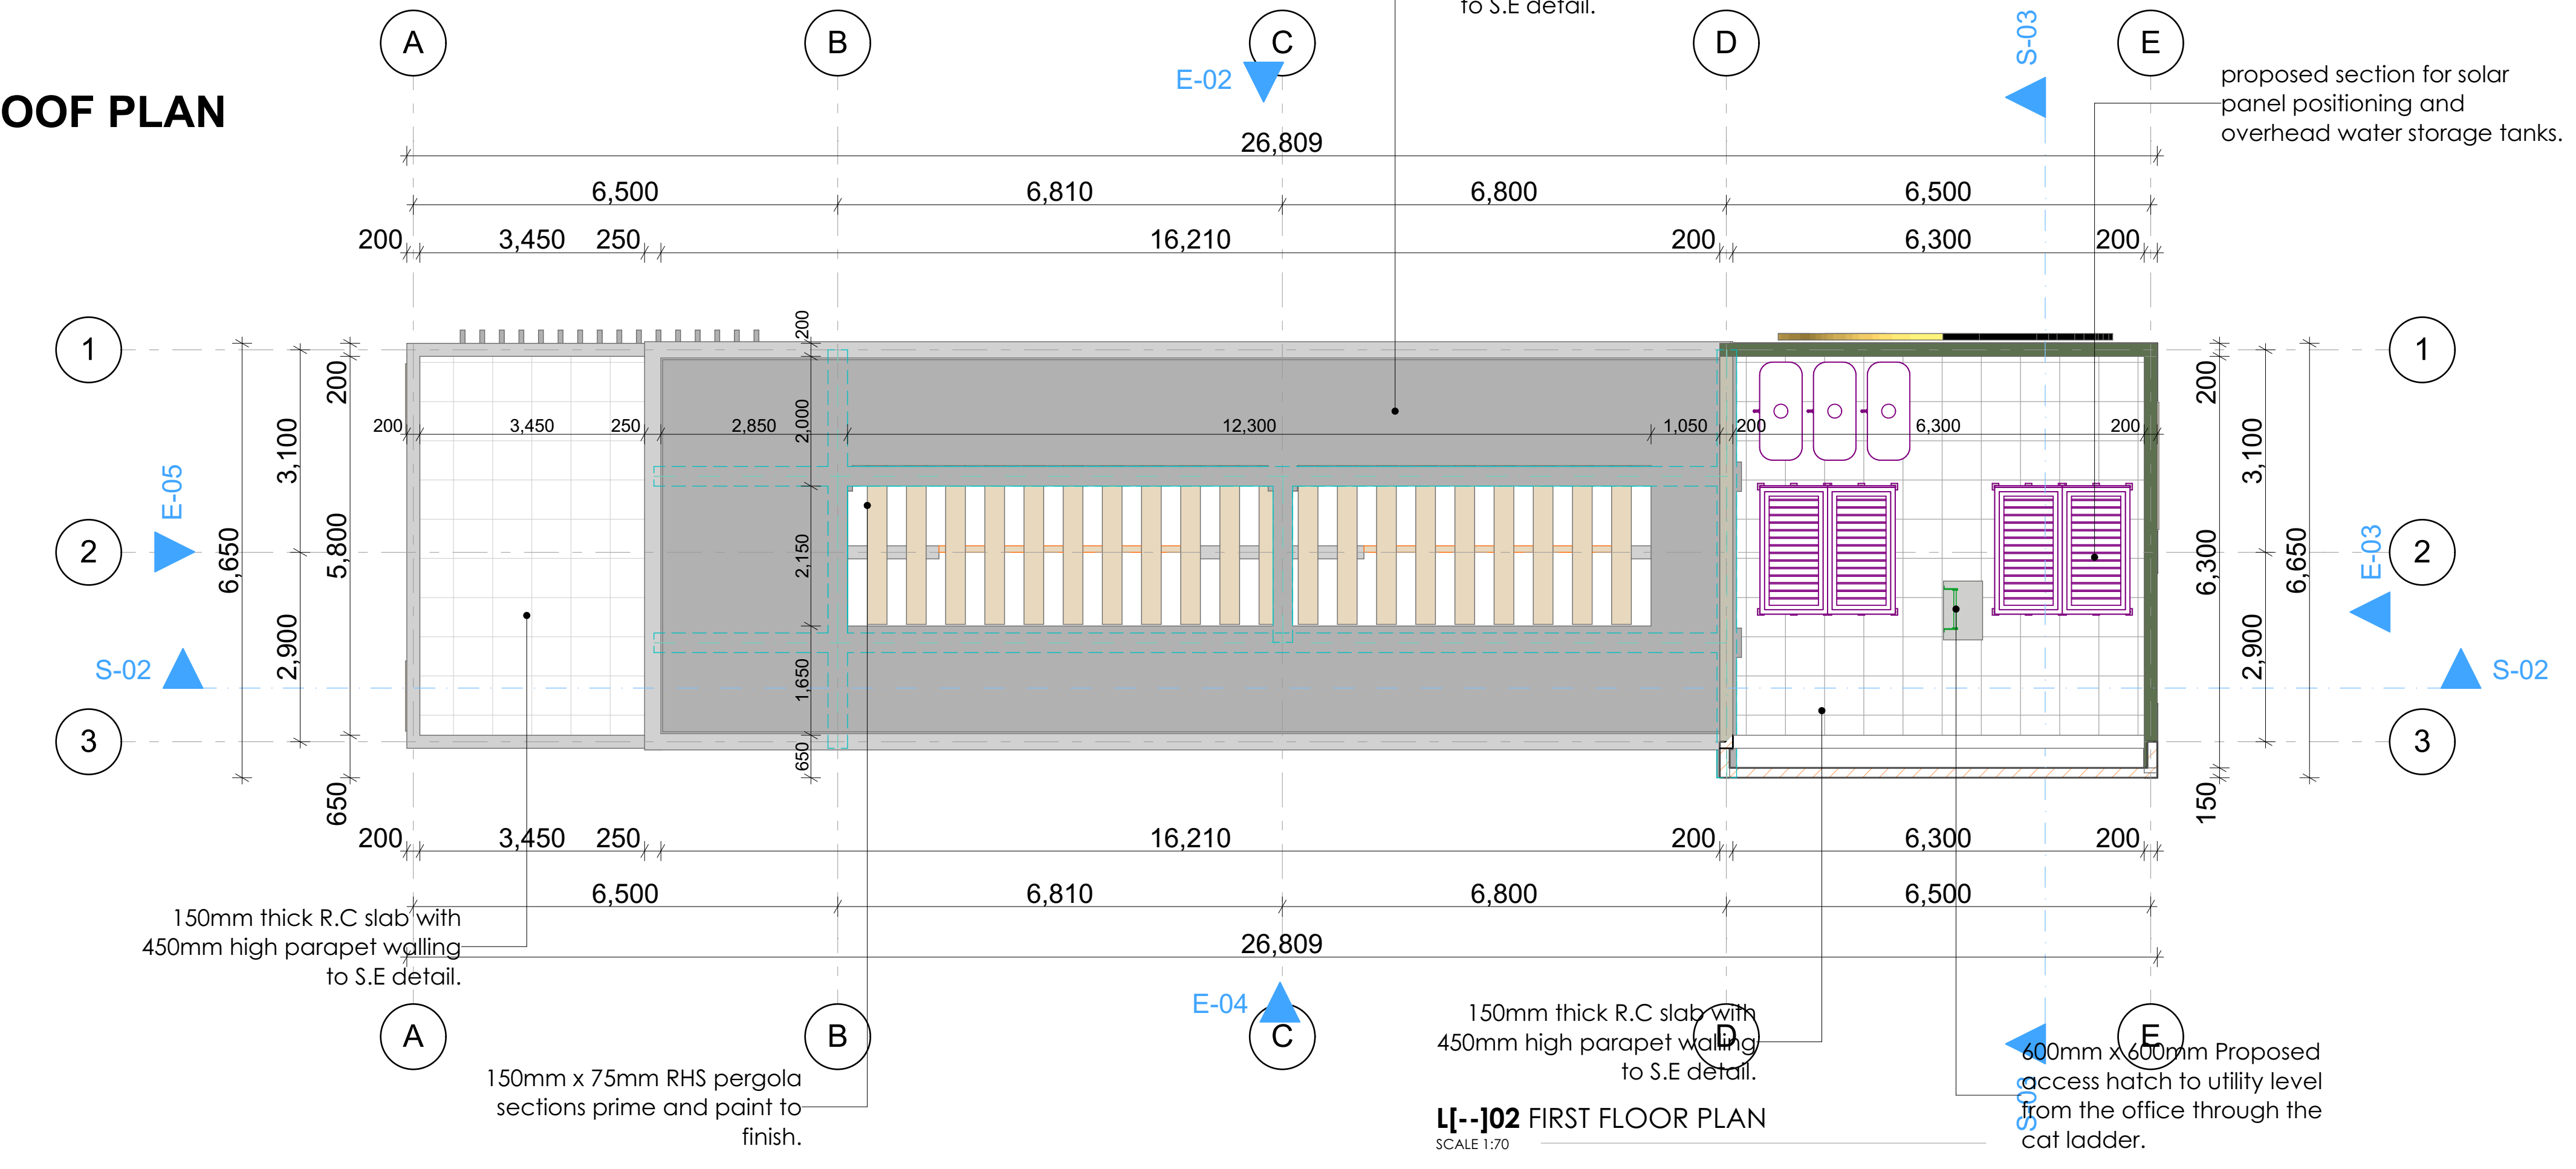 to S.E detail.
A
B
C
D
E
E-02
S-03
OOF PLAN
proposed section for solar
panel positioning and
overhead water storage tanks.
26,809
6,500
6,810
6,800
6,500
200
3,450
250
16,210
200
6,300
200
1
1
200
200
200
3,100
2,000
3,100
200
3,450
250
2,850
12,300
1,050
200
6,300
200
E-05
2
2
6,650
5,800
2,150
6,300
6,650
E-03
S-02
S-02
2,900
1,650
2,900
3
3
650
650
150
200
3,450
250
16,210
200
6,300
200
6,500
6,810
6,800
6,500
150mm thick R.C slab with
450mm high parapet walling
to S.E detail.
26,809
E-04
A
B
C
D
E
150mm thick R.C slab with
450mm high parapet walling
to S.E detail.
600mm x 600mm Proposed
access hatch to utility level
from the office through the
cat ladder.
S-03
150mm x 75mm RHS pergola
sections prime and paint to
finish.
L[--]02 FIRST FLOOR PLAN
SCALE 1:70